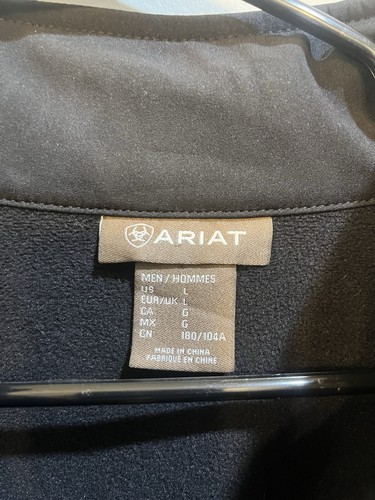 ARIAT
MEN / HOMMES
US L
EUR/UK L
CA G
MX G
CN 180/104A
MADE IN CHINA
FABRIQUÉ EN CHINE